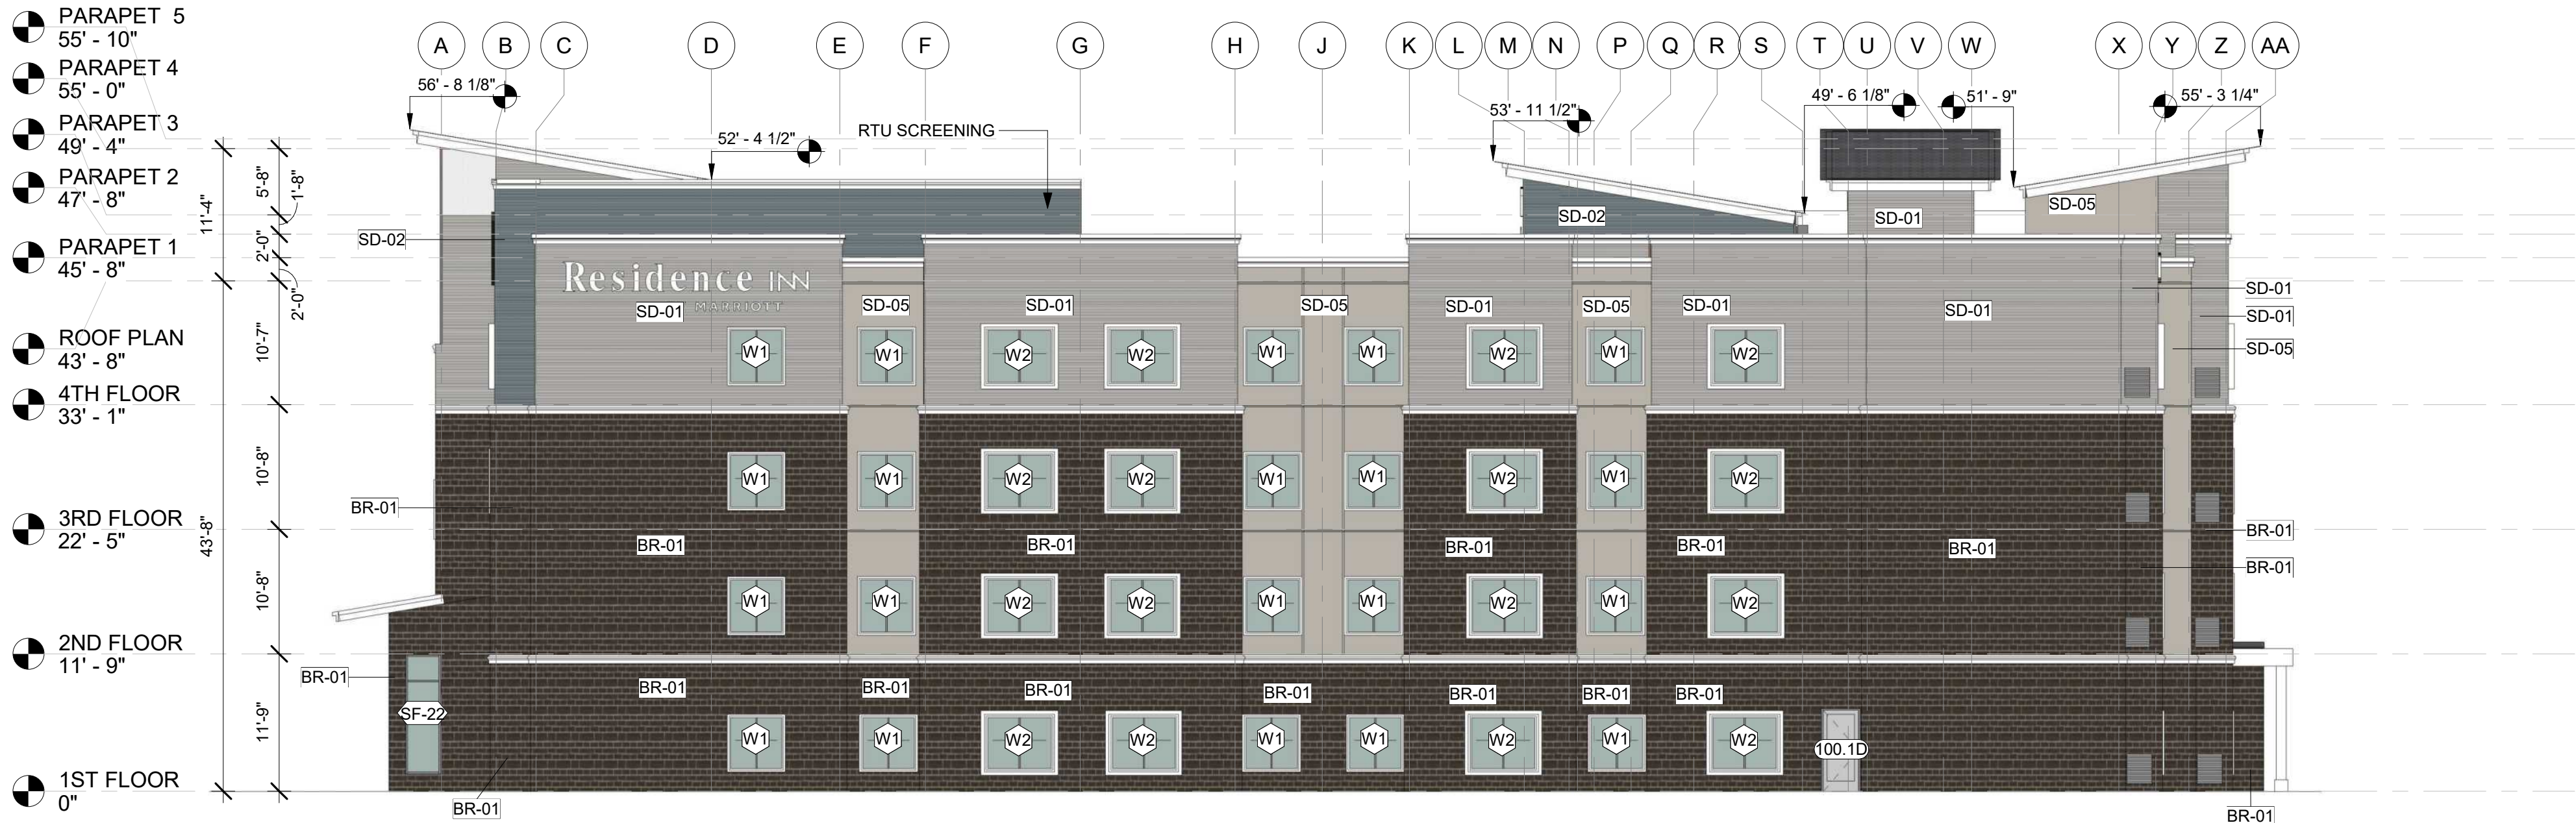 PARAPET 5
55' - 10"
PARAPET 4
55' - 0"
PARAPET 3
49' - 4"
PARAPET 2
47' - 8"
PARAPET 1
45' - 8"
ROOF PLAN
43' - 8"
4TH FLOOR
33' - 1"
3RD FLOOR
22' - 5"
2ND FLOOR
11' - 9"
1ST FLOOR
0"
A B C D E F G H J K L M N P Q R S T U V W X Y Z AA
56' - 8 1/8"
52' - 4 1/2"
RTU SCREENING
53' - 11 1/2"
49' - 6 1/8"
51' - 9"
55' - 3 1/4"
11'-4"
43'-8"
5'-8"
1'-8"
2'-0"
2'-0"
10'-7"
10'-8"
10'-8"
11'-9"
SD-02
SD-02
SD-01
SD-05
Residence INN
MARRIOTT
SD-01 SD-05 SD-01 SD-05 SD-01 SD-05 SD-01 SD-01
SD-01
SD-01
SD-05
W1 W1 W2 W2 W1 W1 W2 W1 W2
W1 W1 W2 W2 W1 W1 W2 W1 W2
BR-01
BR-01 BR-01 BR-01 BR-01 BR-01
BR-01
BR-01
W1 W1 W2 W2 W1 W1 W2 W1 W2
BR-01
BR-01 BR-01 BR-01 BR-01 BR-01 BR-01 BR-01
SF-22
W1 W1 W2 W2 W1 W1 W2 W1 W2
100.1D
BR-01
BR-01